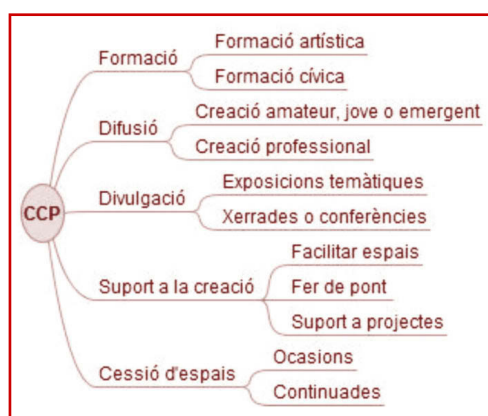 CCP
Formació
Formació artística
Formació cívica
Difusió
Creació amateur, jove o emergent
Creació professional
Divulgació
Exposicions temàtiques
Xerrades o conferències
Suport a la creació
Facilitar espais
Fer de pont
Suport a projectes
Cessió d'espais
Ocasions
Continuades